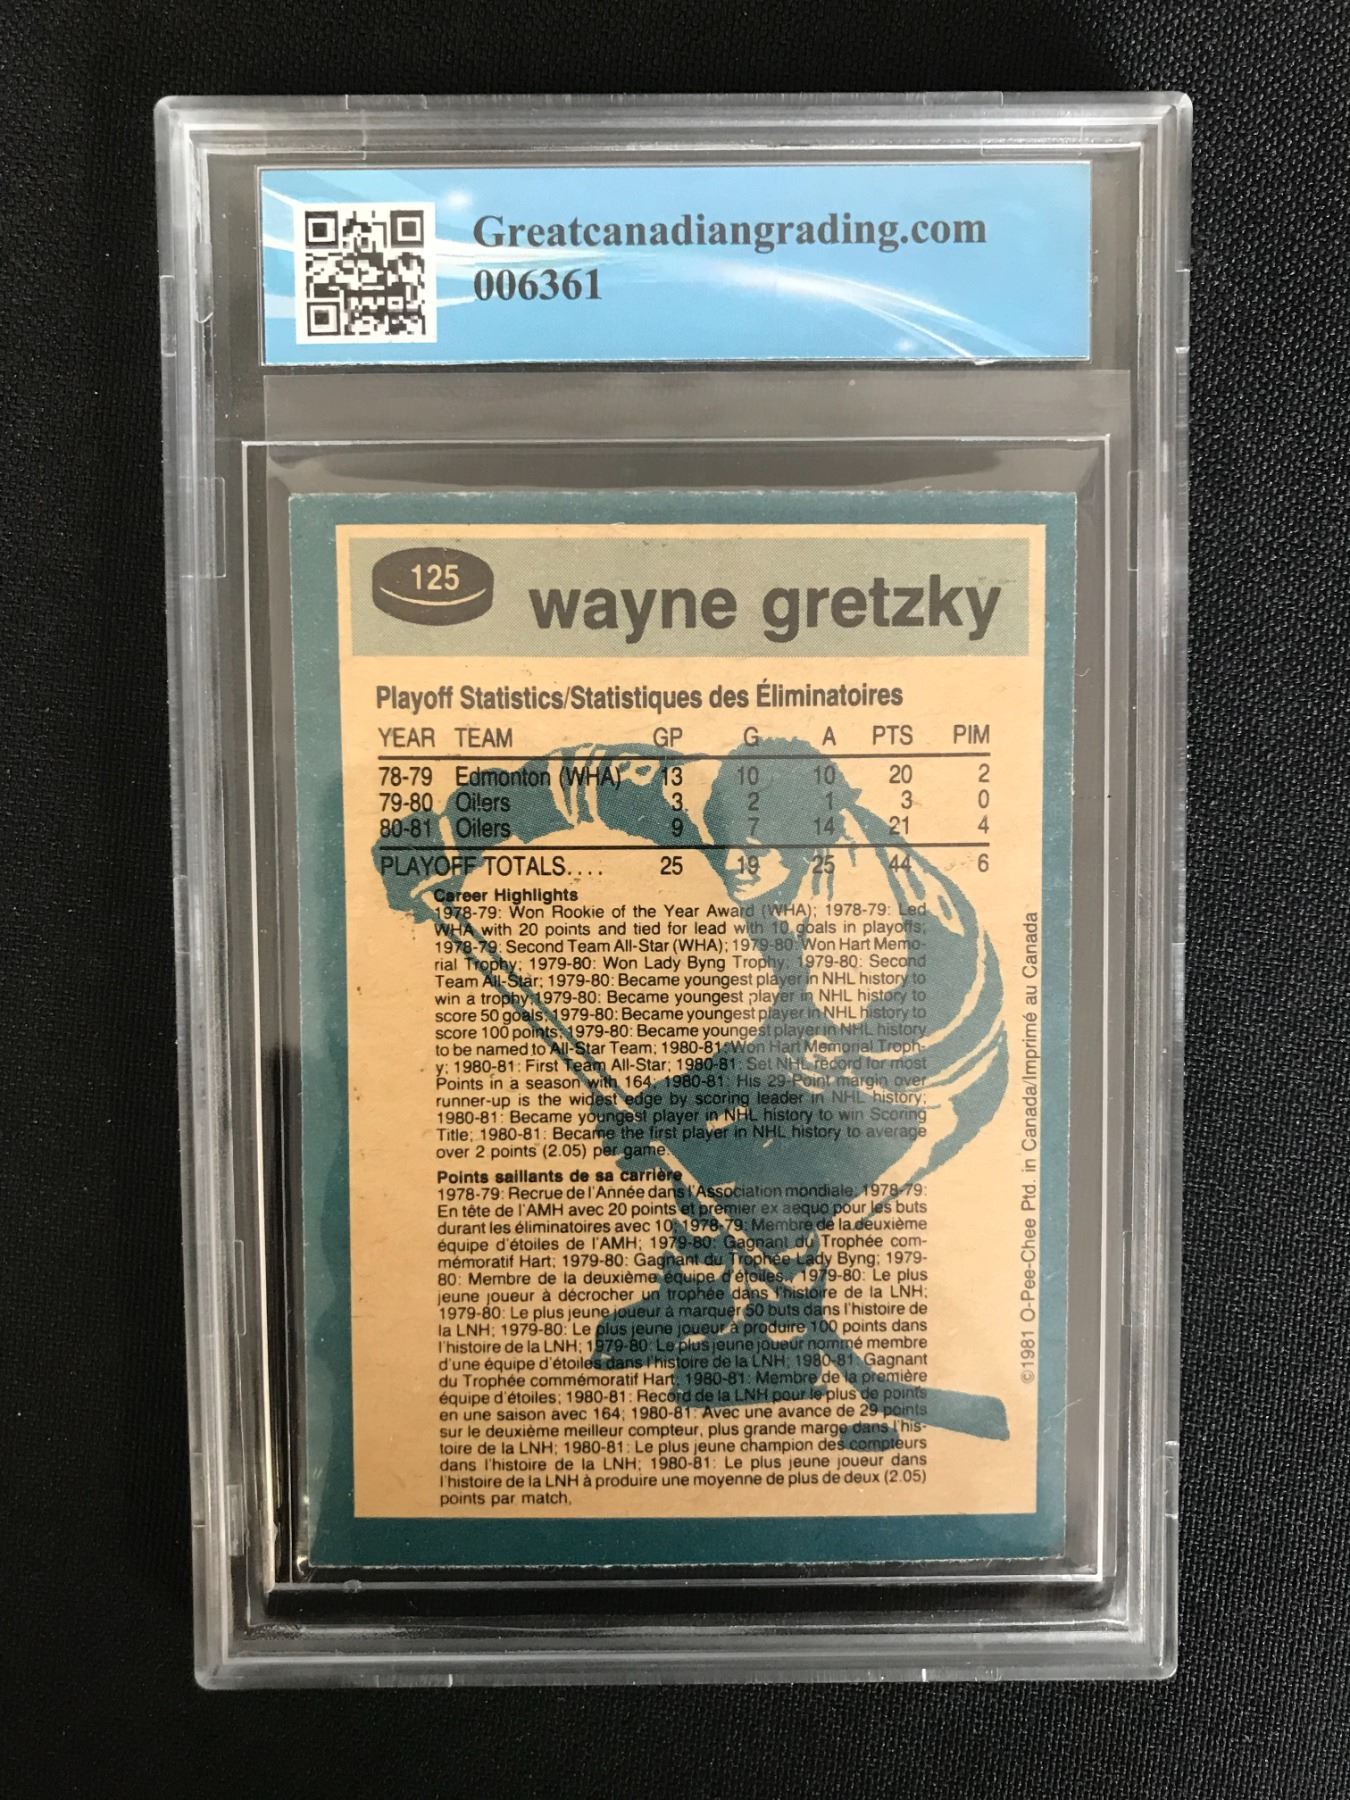 Greatcanadiangrading.com
006361
125
wayne gretzky
Playoff Statistics/Statistiques des Éliminatoires
YEAR TEAM GP G A PTS PIM
78-79 Edmonton (WHA) 13 10 10 20 2
79-80 Oilers 3 2 1 3 0
80-81 Oilers 9 7 14 21 4
PLAYOFF TOTALS.... 25 19 25 44 6
Career Highlights
1978-79: Won Rookie of the Year Award (WHA); 1978-79: Led
WHA with 20 points and tied for lead with 10 goals in playoffs;
1978-79: Second Team All-Star (WHA); 1979-80: Won Hart Memo-
rial Trophy; 1979-80: Won Lady Byng Trophy; 1979-80: Second
Team All-Star; 1979-80: Became youngest player in NHL history to
win a trophy; 1979-80: Became youngest player in NHL history to
score 50 goals; 1979-80: Became youngest player in NHL history to
score 100 points; 1979-80: Became youngest player in NHL history
to be named to All-Star Team; 1980-81: Won Hart Memorial Troph-
y; 1980-81: First Team All-Star; 1980-81: Set NHL record for most
Points in a season with 164; 1980-81: His 29-Point margin over
runner-up is the widest edge by scoring leader in NHL history;
1980-81: Became youngest player in NHL history to win Scoring
Title; 1980-81: Became the first player in NHL history to average
over 2 points (2.05) per game.
Points saillants de sa carrière
1978-79: Recrue de l'Année dans l'Association mondiale; 1978-79:
En tête de l'AMH avec 20 points et premier ex aequo pour les buts
durant les éliminatoires avec 10; 1978-79: Membre de la deuxième
équipe d'étoiles de l'AMH; 1979-80: Gagnant du Trophée com-
mémoratif Hart; 1979-80: Gagnant du Trophée Lady Byng; 1979-
80: Membre de la deuxième équipe d'étoiles. 1979-80: Le plus
jeune joueur à décrocher un trophée dans l'histoire de la LNH;
1979-80: Le plus jeune joueur à marquer 50 buts dans l'histoire de
la LNH; 1979-80: Le plus jeune joueur à produire 100 points dans
l'histoire de la LNH; 1979-80: Le plus jeune joueur nommé membre
d'une équipe d'étoiles dans l'histoire de la LNH; 1980-81: Gagnant
du Trophée commémoratif Hart; 1980-81: Membre de la première
équipe d'étoiles; 1980-81: Record de la LNH pour le plus de points
en une saison avec 164; 1980-81: Avec une avance de 29 points
sur le deuxième meilleur compteur, plus grande marge dans l'his-
toire de la LNH; 1980-81: Le plus jeune champion des compteurs
dans l'histoire de la LNH; 1980-81: Le plus jeune joueur dans
l'histoire de la LNH à produire une moyenne de plus de deux (2.05)
points par match,
©1981 O-Pee-Chee Ptd. in Canada/Imprimé au Canada